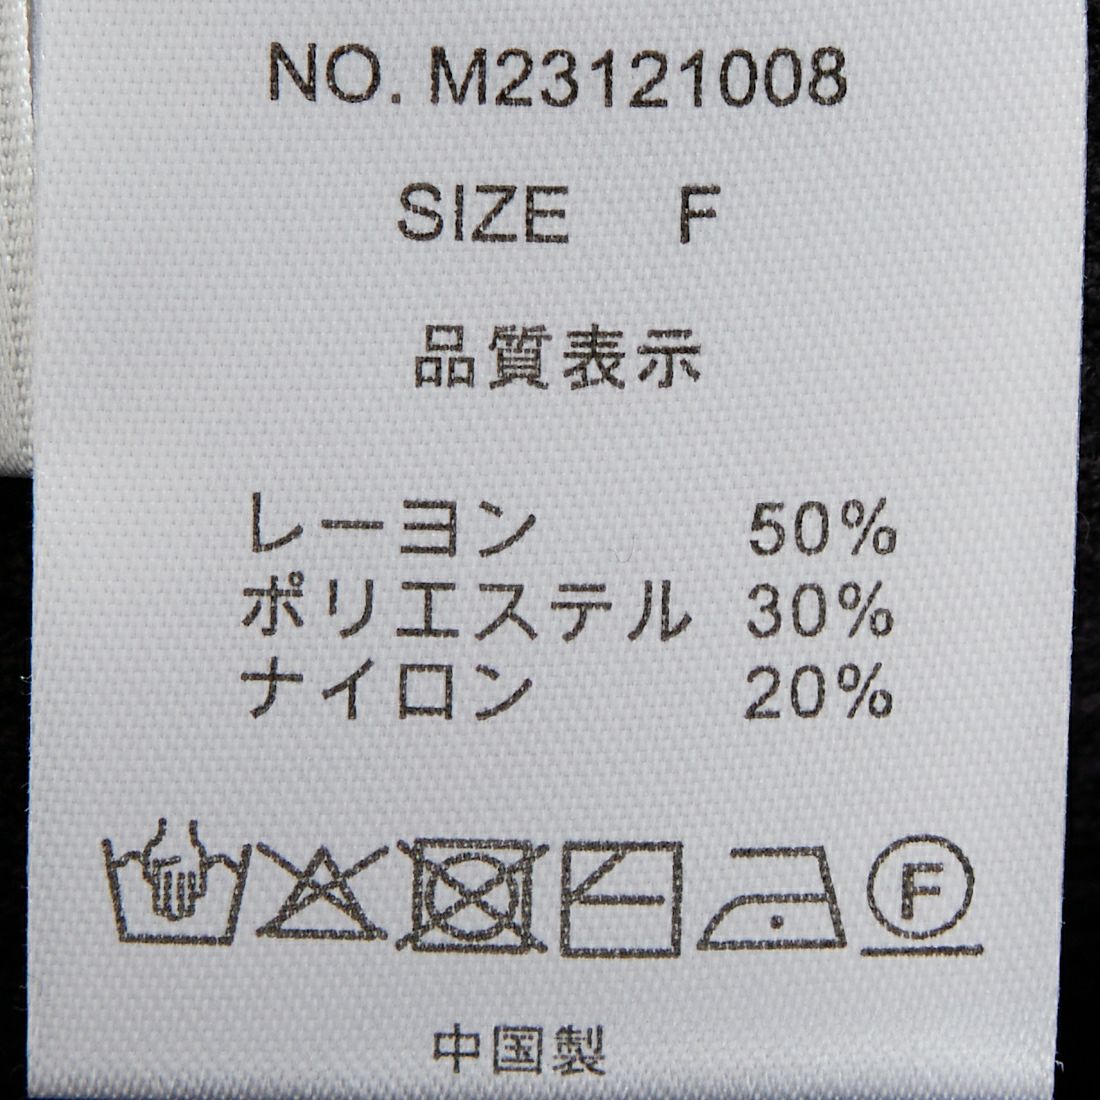 NO. M23121008
SIZE F
品質表示
レーヨン 50%
ポリエステル 30%
ナイロン 20%
F
中国製